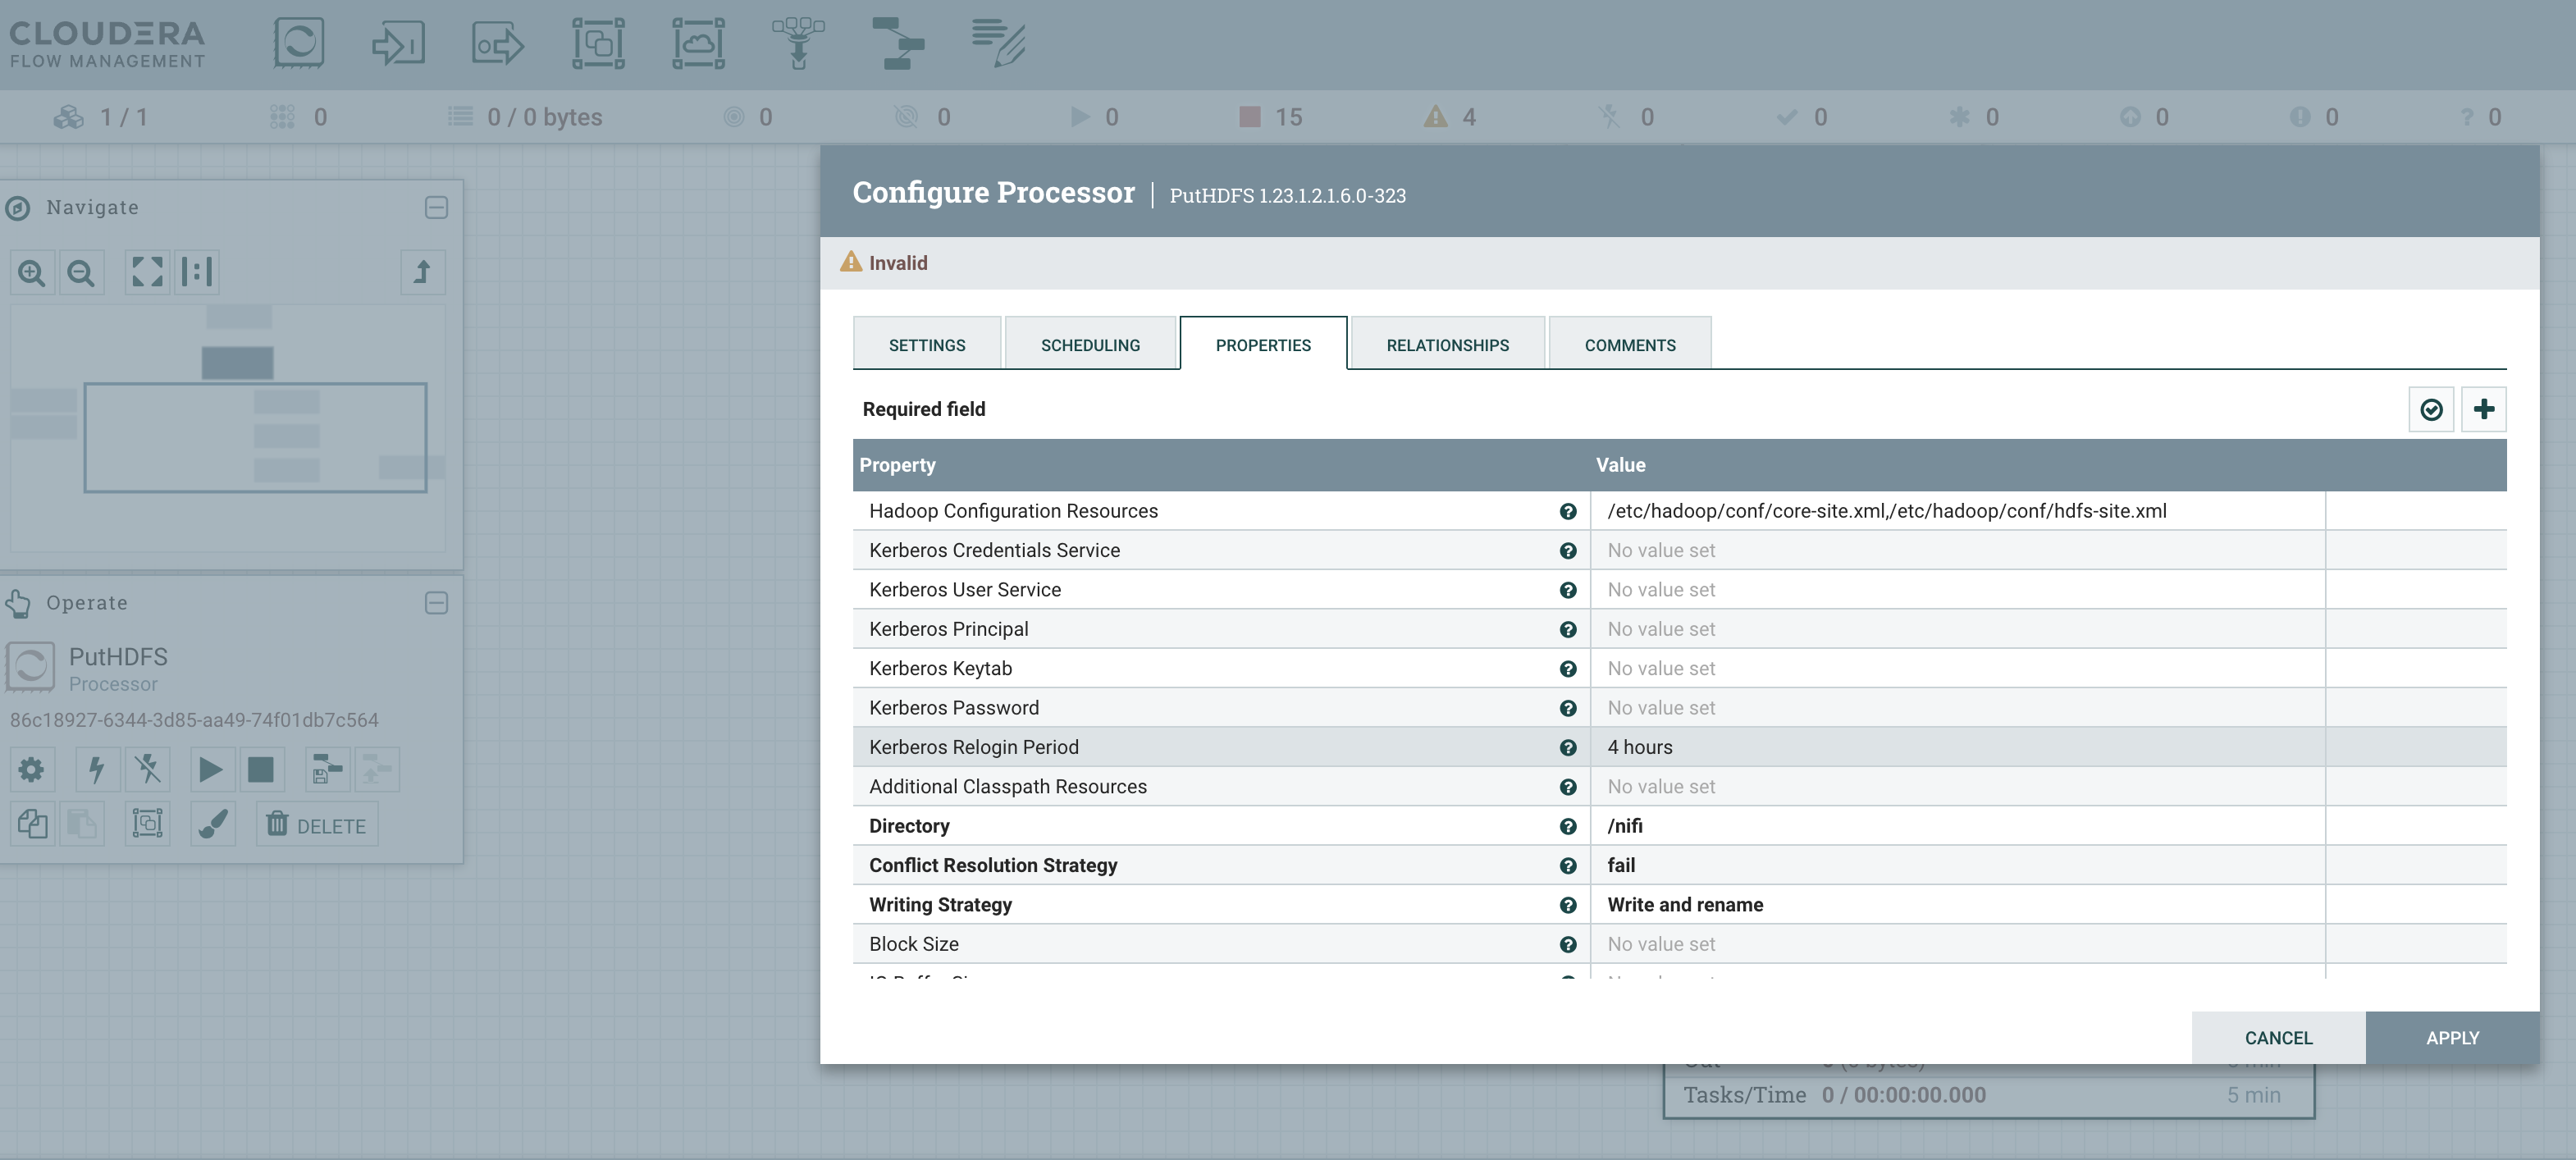 CLOUDERA
FLOW MANAGEMENT
1 / 1 0 0 / 0 bytes 0 0 0 15 4 0 0 0 0 0 ? 0
Navigate
Operate
PutHDFS
Processor
86c18927-6344-3d85-aa49-74f01db7c564
DELETE
Configure Processor | PutHDFS 1.23.1.2.1.6.0-323
Invalid
SETTINGS SCHEDULING PROPERTIES RELATIONSHIPS COMMENTS
Required field
Property Value
Hadoop Configuration Resources ? /etc/hadoop/conf/core-site.xml,/etc/hadoop/conf/hdfs-site.xml
Kerberos Credentials Service ? No value set
Kerberos User Service ? No value set
Kerberos Principal ? No value set
Kerberos Keytab ? No value set
Kerberos Password ? No value set
Kerberos Relogin Period ? 4 hours
Additional Classpath Resources ? No value set
Directory ? /nifi
Conflict Resolution Strategy ? fail
Writing Strategy ? Write and rename
Block Size ? No value set
CANCEL APPLY
Tasks/Time 0 / 00:00:00.000 5 min